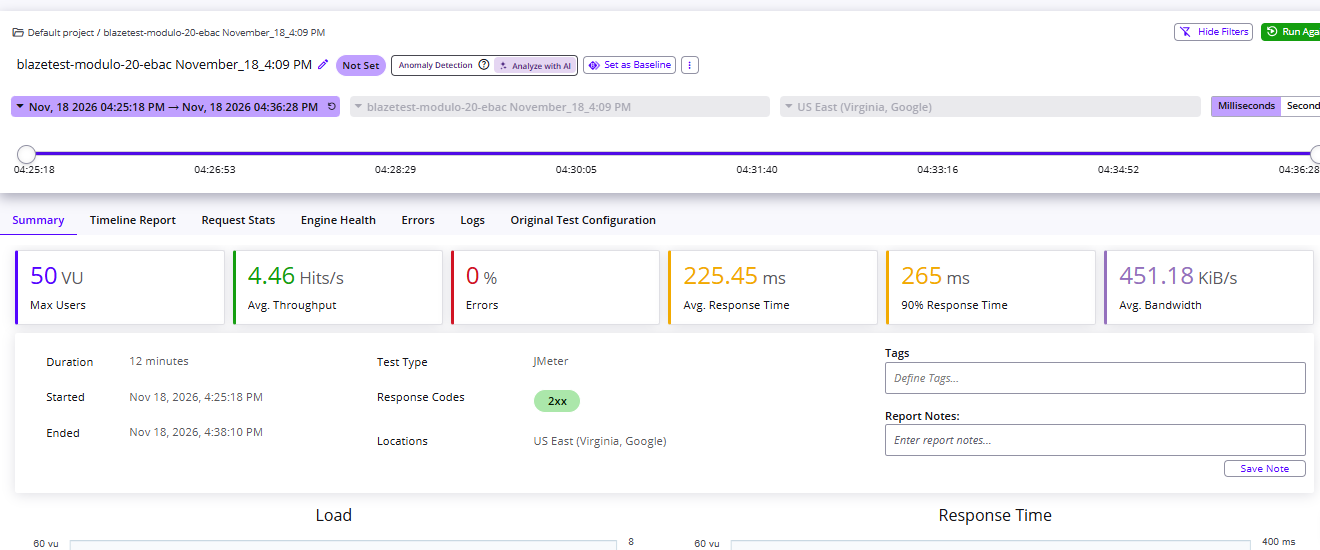 Default project / blazetest-modulo-20-ebac November_18_4:09 PM
Hide Filters
Run Aga
blazetest-modulo-20-ebac November_18_4:09 PM
Not Set
Anomaly Detection ? Analyze with AI
Set as Baseline
Nov, 18 2026 04:25:18 PM → Nov, 18 2026 04:36:28 PM
blazetest-modulo-20-ebac November_18_4:09 PM
US East (Virginia, Google)
Milliseconds Second
04:25:18 04:26:53 04:28:29 04:30:05 04:31:40 04:33:16 04:34:52 04:36:28
Summary Timeline Report Request Stats Engine Health Errors Logs Original Test Configuration
50 VU
Max Users
4.46 Hits/s
Avg. Throughput
0 %
Errors
225.45 ms
Avg. Response Time
265 ms
90% Response Time
451.18 KiB/s
Avg. Bandwidth
Duration 12 minutes
Started Nov 18, 2026, 4:25:18 PM
Ended Nov 18, 2026, 4:38:10 PM
Test Type JMeter
Response Codes 2xx
Locations US East (Virginia, Google)
Tags
Define Tags...
Report Notes:
Enter report notes...
Save Note
Load
60 vu 8
Response Time
60 vu 400 ms